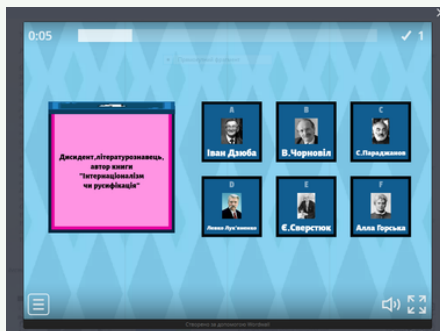 0:05
✓ 1
Дисидент,літературознавець,
автор книги
"Інтернаціоналізм
чи русифікація"
A
Іван Дзюба
B
В.Чорновіл
C
С.Параджанов
D
Левко Лук'яненко
E
Є.Сверстюк
F
Алла Горська